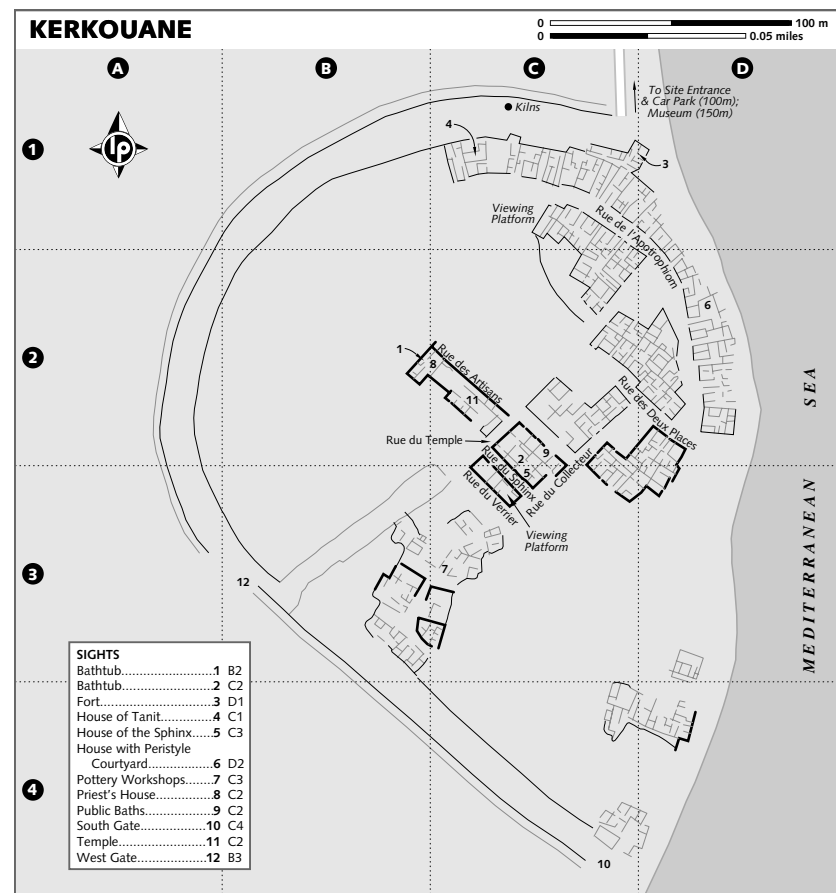 KERKOUANE
0 100 m
0 0.05 miles
A B C D
To Site Entrance
& Car Park (100m);
Museum (150m)
Kilns
lp
4
1
3
Viewing
Platform
Rue de l'Apotrophiom
6
2
1
8
Rue des Artisans
11
Rue des Deux Places
Rue du Temple
9
2
5
Rue du Sphinx
Rue du Collecteur
Rue du Verrier
Viewing
Platform
SEA
MEDITERRANEAN
3
7
12
SIGHTS
Bathtub.............................1 B2
Bathtub.............................2 C2
Fort...................................3 D1
House of Tanit.................4 C1
House of the Sphinx......5 C3
House with Peristyle
Courtyard.....................6 D2
Pottery Workshops........7 C3
Priest's House.................8 C2
Public Baths.....................9 C2
South Gate.....................10 C4
Temple............................11 C2
West Gate......................12 B3
4
10